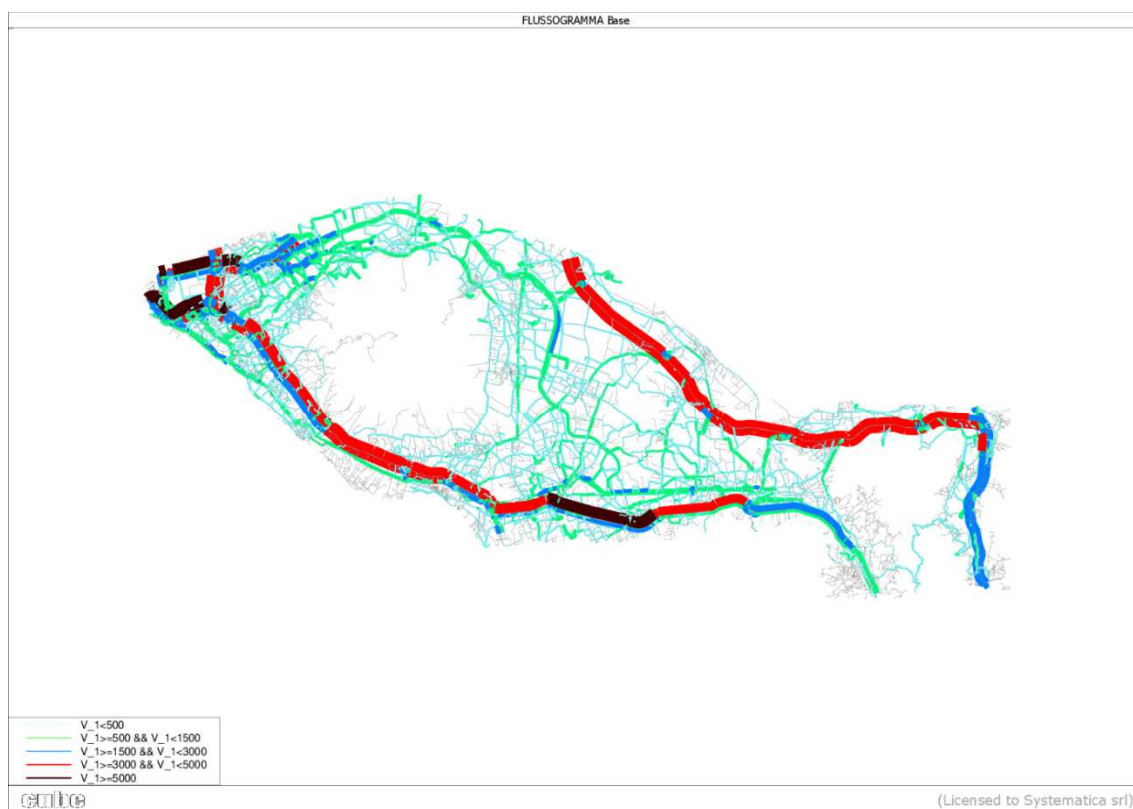 FLUSSOGRAMMA Base
V_1<500
V_1>=500 && V_1<1500
V_1>=1500 && V_1<3000
V_1>=3000 && V_1<5000
V_1>=5000
cube
(Licensed to Systematica srl)